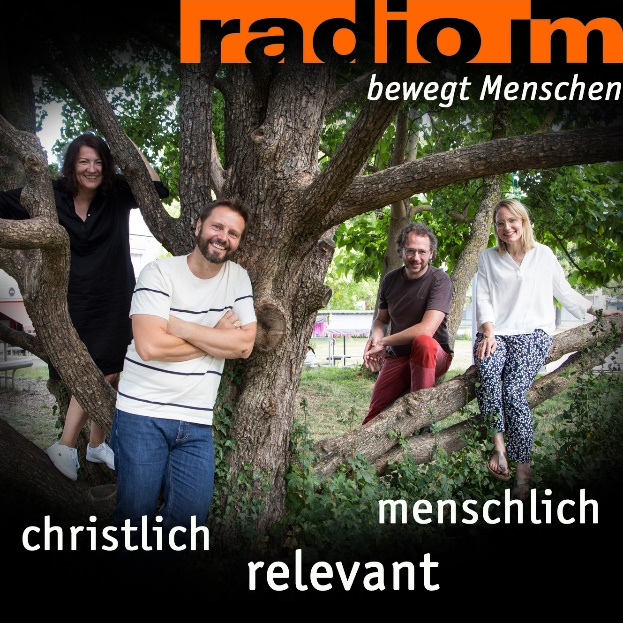 radio m
bewegt Menschen
menschlich
christlich
relevant